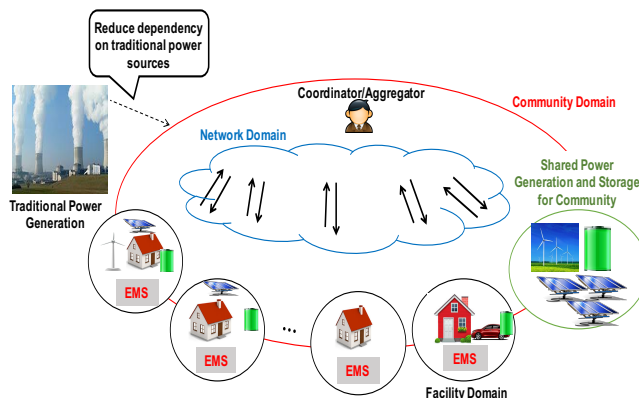 Reduce dependency
on traditional power
sources
Coordinator/Aggregator
Community Domain
Network Domain
Traditional Power
Generation
Shared Power
Generation and Storage
for Community
EMS
EMS
...
EMS
EMS
Facility Domain